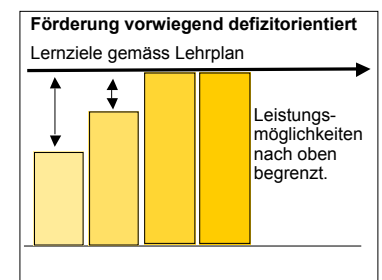 Förderung vorwiegend defizitorientiert
Lernziele gemäss Lehrplan
Leistungs-
möglichkeiten
nach oben
begrenzt.